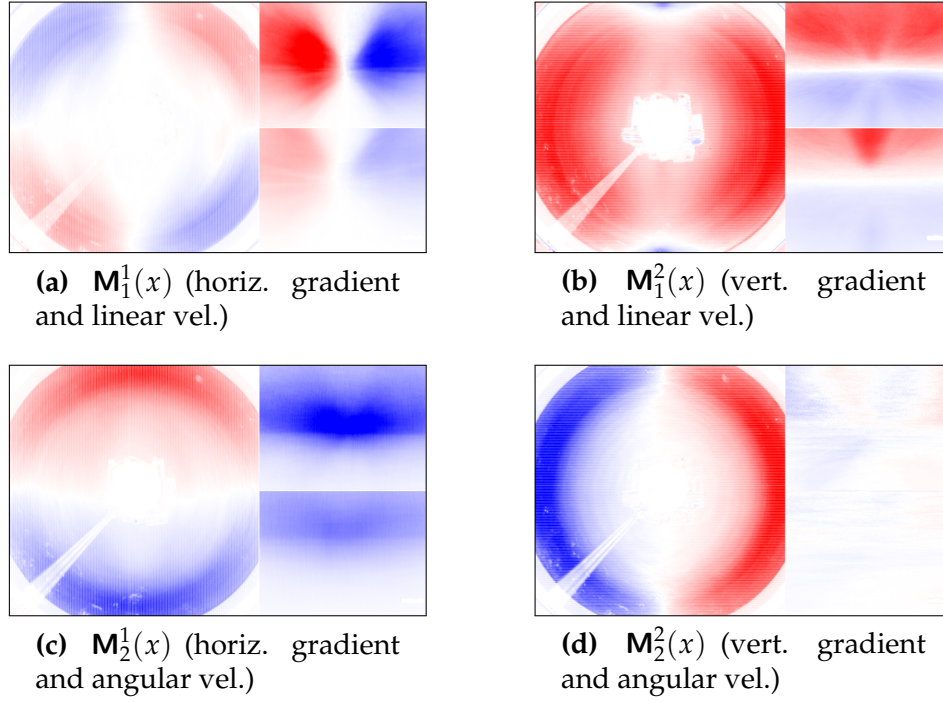 (a) M¹₁(x) (horiz. gradient
and linear vel.)
(b) M²₁(x) (vert. gradient
and linear vel.)
(c) M¹₂(x) (horiz. gradient
and angular vel.)
(d) M²₂(x) (vert. gradient
and angular vel.)